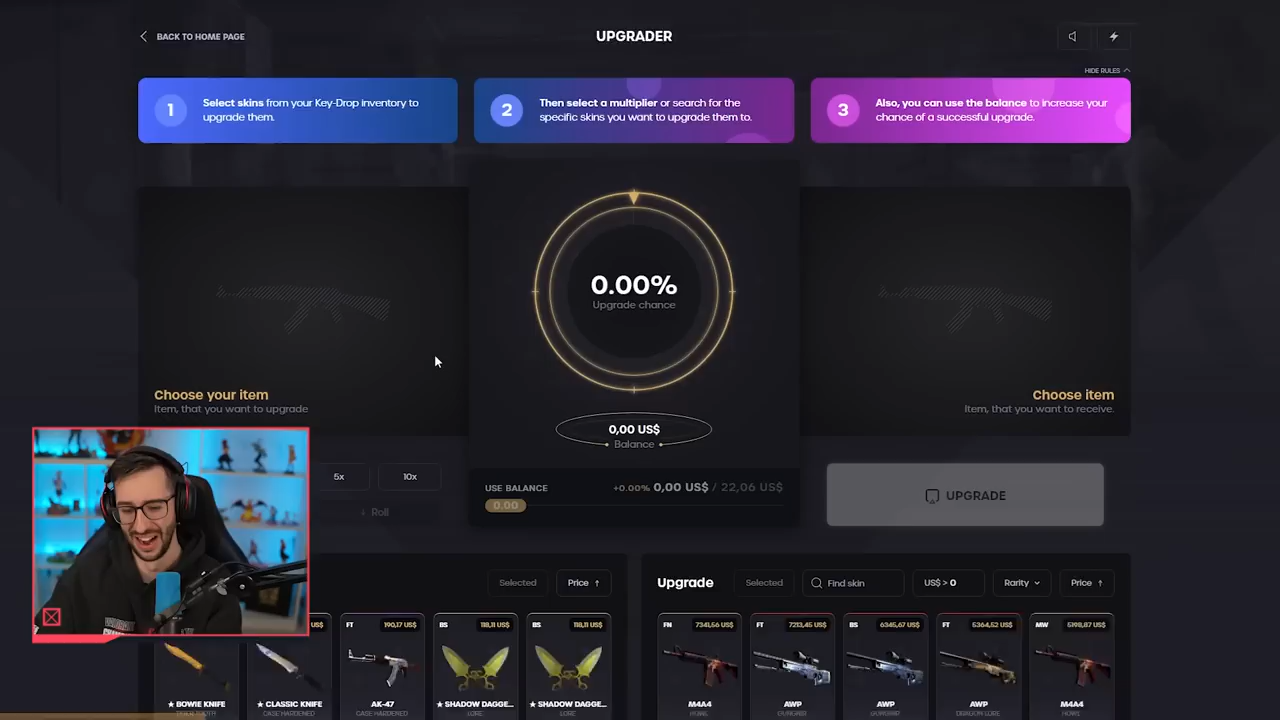 BACK TO HOME PAGE
UPGRADER
HIDE RULES
1
Select skins from your Key-Drop inventory to
upgrade them.
2
Then select a multiplier or search for the
specific skins you want to upgrade them to.
3
Also, you can use the balance to increase your
chance of a successful upgrade.
0.00%
Upgrade chance
Choose your item
Item, that you want to upgrade
Choose item
Item, that you want to receive.
0,00 US$
Balance
5x
10x
Roll
USE BALANCE
+0.00% 0,00 US$ / 22,06 US$
0.00
UPGRADE
Selected
Price
Upgrade
Selected
Find skin
US$ > 0
Rarity
Price
FT
190,17 US$
BS
118,11 US$
BS
118,11 US$
FN
7341,56 US$
FT
7213,45 US$
BS
6345,67 US$
FT
5364,52 US$
MW
5198,87 US$
★ BOWIE KNIFE
★ CLASSIC KNIFE
AK-47
★ SHADOW DAGGE...
★ SHADOW DAGGE...
M4A4
AWP
AWP
AWP
M4A4
CASE HARDENED
CASE HARDENED
LORE
LORE
HOWL
GUNGNIR
GUNGNIR
DRAGON LORE
HOWL